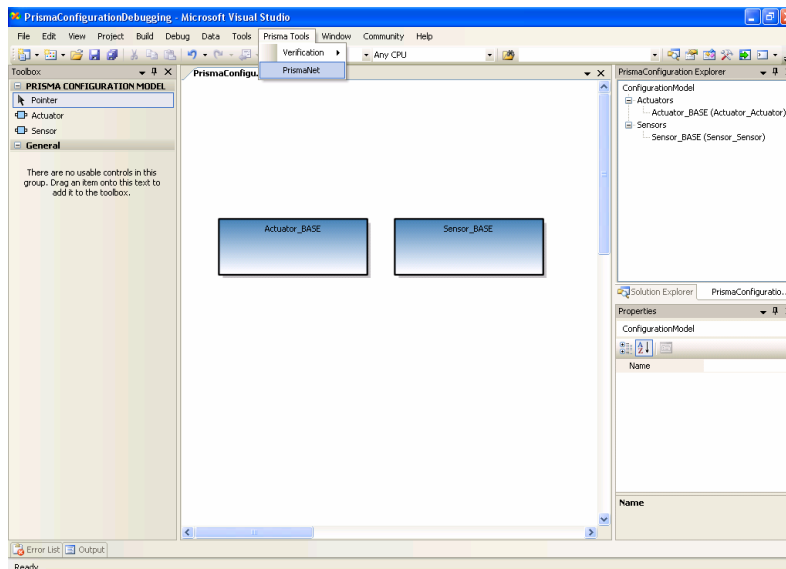 PrismaConfigurationDebugging - Microsoft Visual Studio
File Edit View Project Build Debug Data Tools Prisma Tools Window Community Help
Any CPU
Verification
PrismaNet
Toolbox
PRISMA CONFIGURATION MODEL
Pointer
Actuator
Sensor
General
There are no usable controls in this
group. Drag an item onto this text to
add it to the toolbox.
PrismaConfigu
Actuator_BASE
Sensor_BASE
PrismaConfiguration Explorer
ConfigurationModel
Actuators
Actuator_BASE (Actuator_Actuator)
Sensors
Sensor_BASE (Sensor_Sensor)
Solution Explorer PrismaConfiguratio...
Properties
ConfigurationModel
Name
Name
Error List Output
Ready